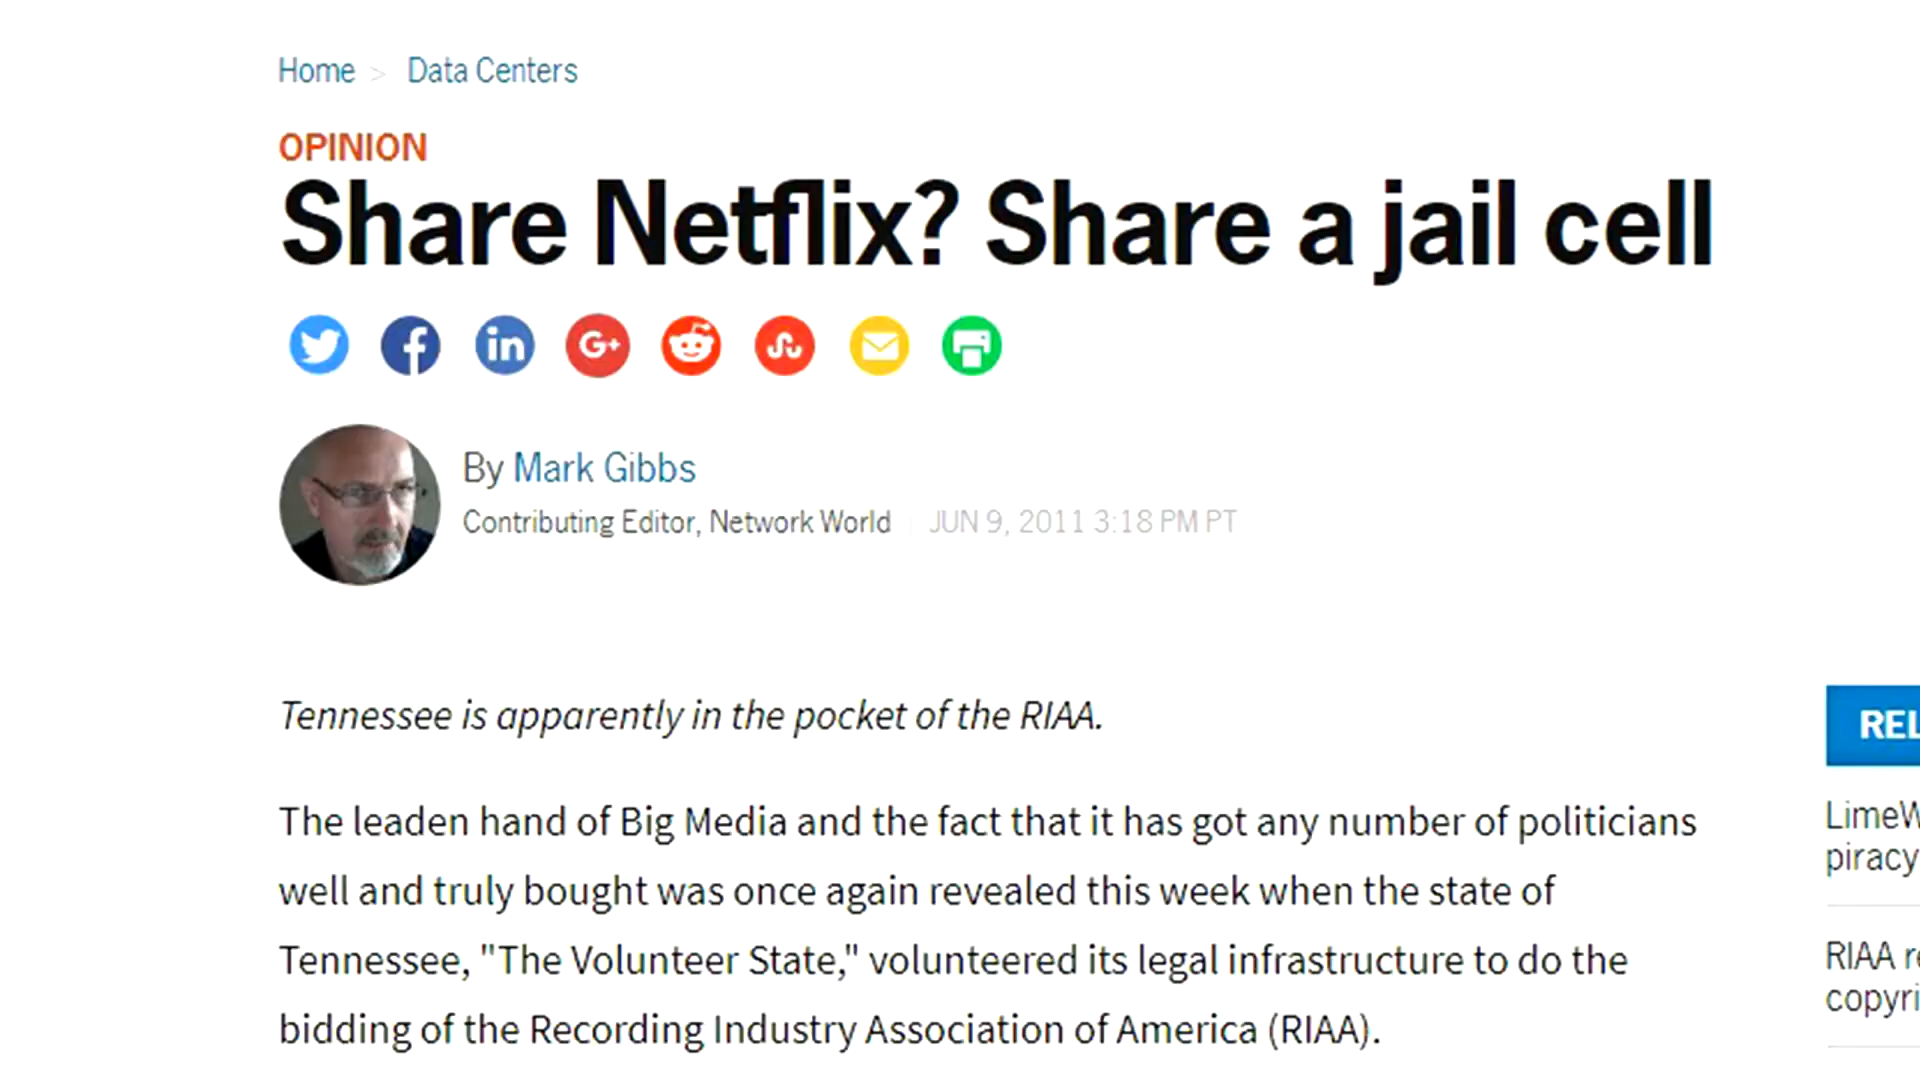 Home > Data Centers
OPINION
Share Netflix? Share a jail cell
By Mark Gibbs
Contributing Editor, Network World JUN 9, 2011 3:18 PM PT
Tennessee is apparently in the pocket of the RIAA.
The leaden hand of Big Media and the fact that it has got any number of politicians
well and truly bought was once again revealed this week when the state of
Tennessee, "The Volunteer State," volunteered its legal infrastructure to do the
bidding of the Recording Industry Association of America (RIAA).
piracy
RIAA